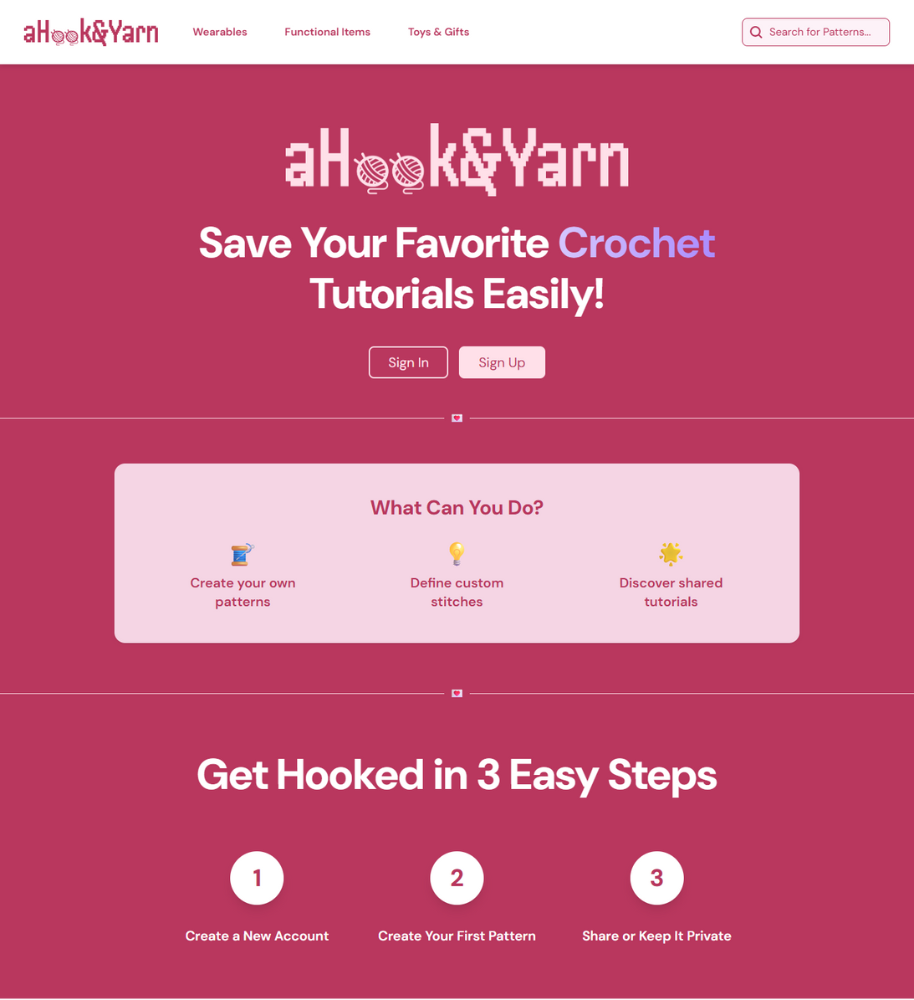 aHook&Yarn
Wearables
Functional Items
Toys & Gifts
Search for Patterns...
aHook&Yarn
Save Your Favorite Crochet
Tutorials Easily!
Sign In
Sign Up
What Can You Do?
Create your own
patterns
Define custom
stitches
Discover shared
tutorials
Get Hooked in 3 Easy Steps
1
2
3
Create a New Account
Create Your First Pattern
Share or Keep It Private